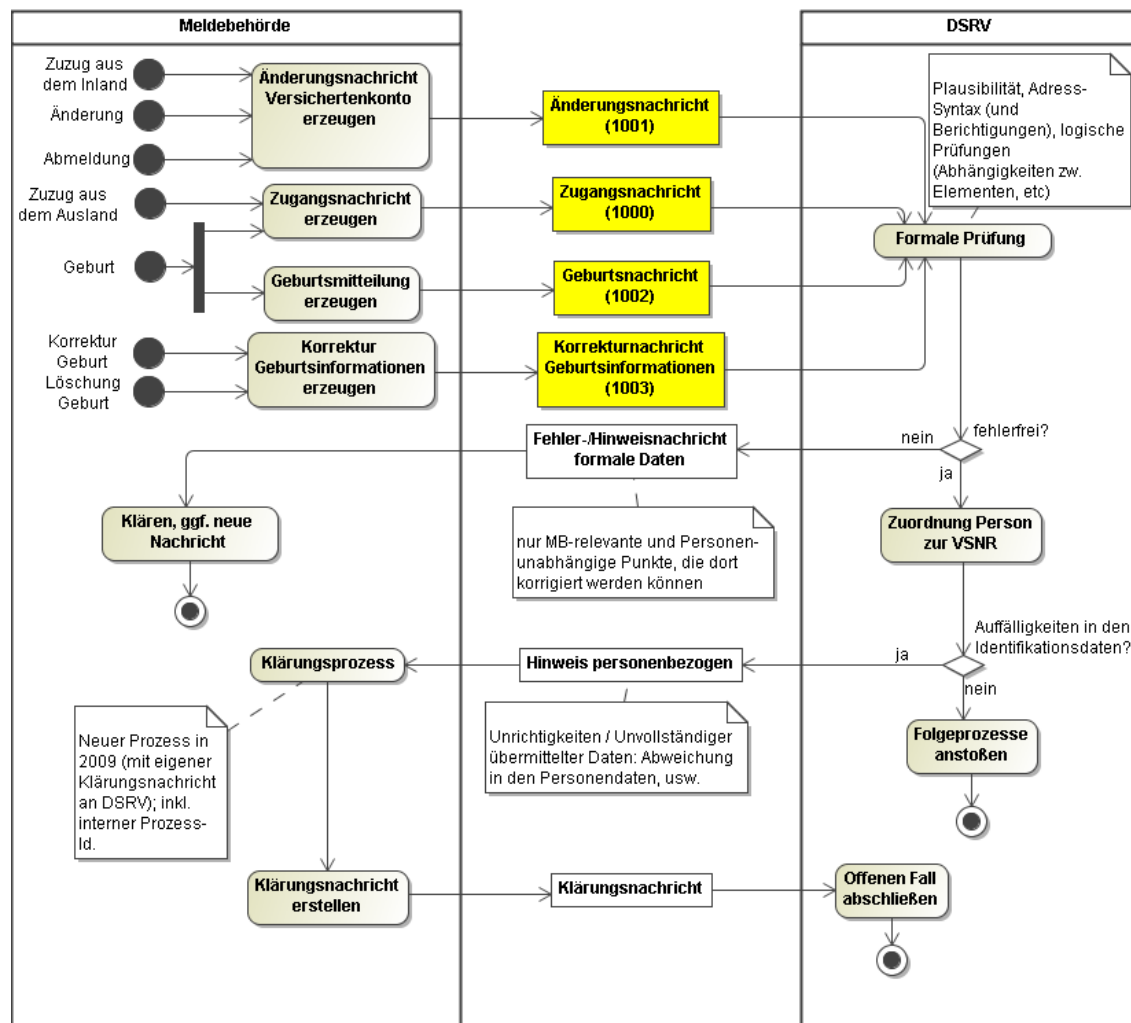 Meldebehörde
DSRV
Zuzug aus
dem Inland
Änderung
Abmeldung
Änderungsnachricht
Versichertenkonto
erzeugen
Änderungsnachricht
(1001)
Plausibilität, Adress-
Syntax (und
Berichtigungen), logische
Prüfungen
(Abhängigkeiten zw.
Elementen, etc)
Zuzug aus
dem Ausland
Zugangsnachricht
erzeugen
Zugangsnachricht
(1000)
Formale Prüfung
Geburt
Geburtsmitteilung
erzeugen
Geburtsnachricht
(1002)
Korrektur
Geburt
Löschung
Geburt
Korrektur
Geburtsinformationen
erzeugen
Korrekturnachricht
Geburtsinformationen
(1003)
fehlerfrei?
nein
ja
Fehler-/Hinweisnachricht
formale Daten
Klären, ggf. neue
Nachricht
nur MB-relevante und Personen-
unabhängige Punkte, die dort
korrigiert werden können
Zuordnung Person
zur VSNR
Auffälligkeiten in den
Identifikationsdaten?
ja
nein
Hinweis personenbezogen
Klärungsprozess
Neuer Prozess in
2009 (mit eigener
Klärungsnachricht
an DSRV); inkl.
interner Prozess-
Id.
Unrichtigkeiten / Unvollständiger
übermittelter Daten: Abweichung
in den Personendaten, usw.
Folgeprozesse
anstoßen
Klärungsnachricht
erstellen
Klärungsnachricht
Offenen Fall
abschließen